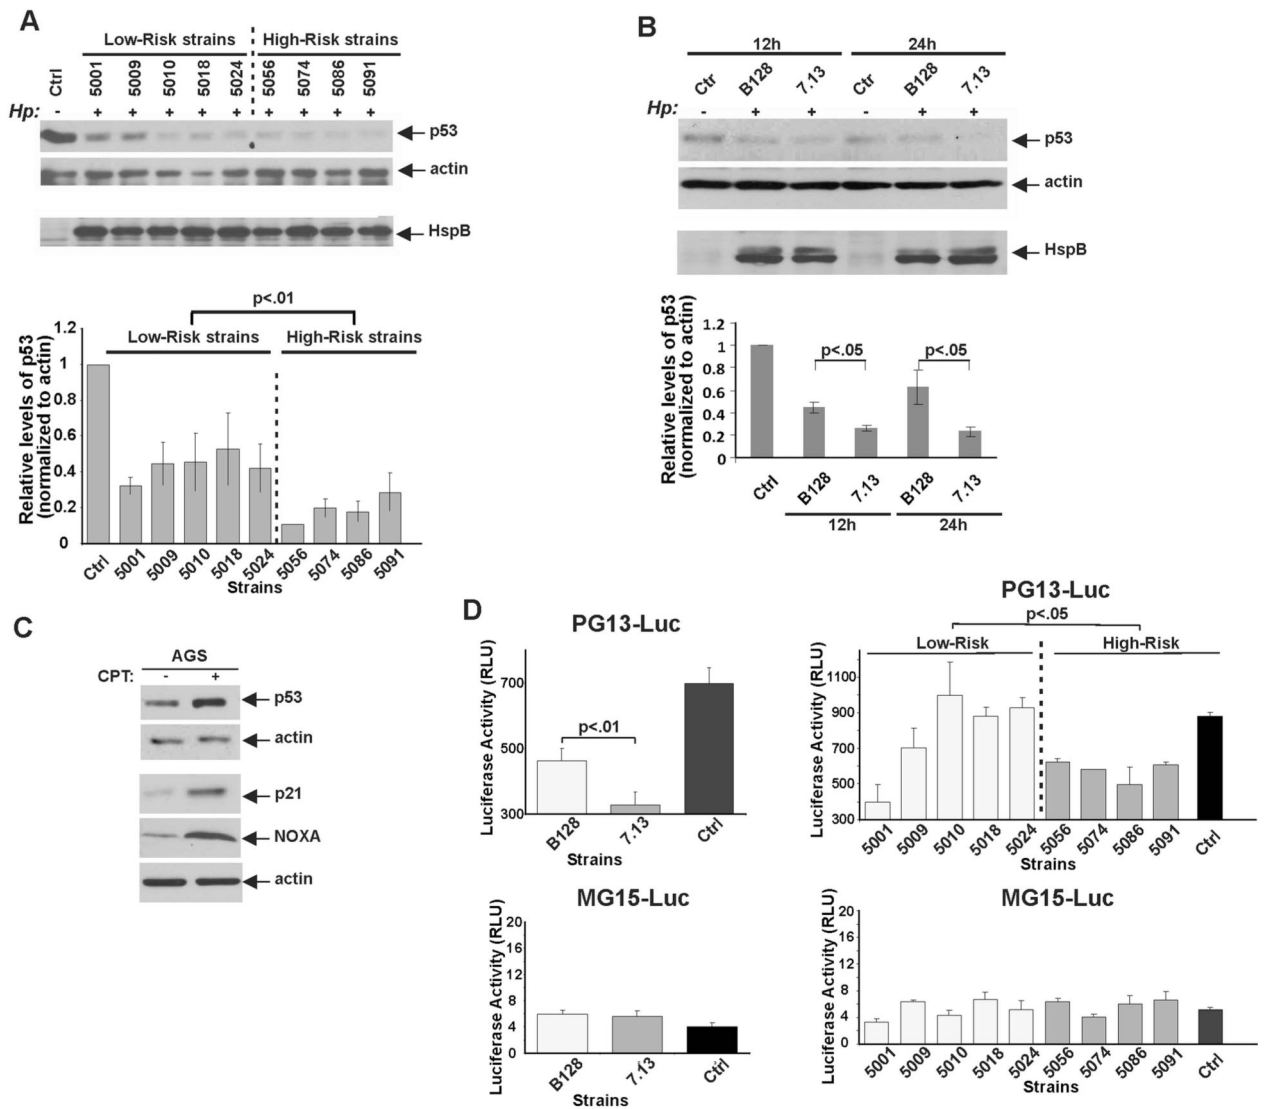 A
Low-Risk strains
High-Risk strains
Ctrl
5001
5009
5010
5018
5024
5056
5074
5086
5091
Hp:
- + + + + + + + + +
p53
actin
HspB
p<.01
Low-Risk strains
High-Risk strains
Relative levels of p53
(normalized to actin)
1.2
1
0.8
0.6
0.4
0.2
0
Ctrl
5001
5009
5010
5018
5024
5056
5074
5086
5091
Strains
B
12h
24h
Ctr
B128
7.13
Ctr
B128
7.13
Hp:
- + + - + +
p53
actin
HspB
Relative levels of p53
(normalized to actin)
1.2
1
0.8
0.6
0.4
0.2
0
p<.05
p<.05
Ctrl
B128
7.13
B128
7.13
12h
24h
C
AGS
CPT: - +
p53
actin
p21
NOXA
actin
D
PG13-Luc
Luciferase Activity (RLU)
700
500
300
p<.01
B128
7.13
Ctrl
Strains
PG13-Luc
p<.05
Low-Risk
High-Risk
Luciferase Activity (RLU)
1100
900
700
500
300
5001
5009
5010
5018
5024
5056
5074
5086
5091
Ctrl
Strains
MG15-Luc
Luciferase Activity (RLU)
20
16
12
8
4
0
B128
7.13
Ctrl
Strains
MG15-Luc
Luciferase Activity (RLU)
20
16
12
8
4
0
5001
5009
5010
5018
5024
5056
5074
5086
5091
Ctrl
Strains